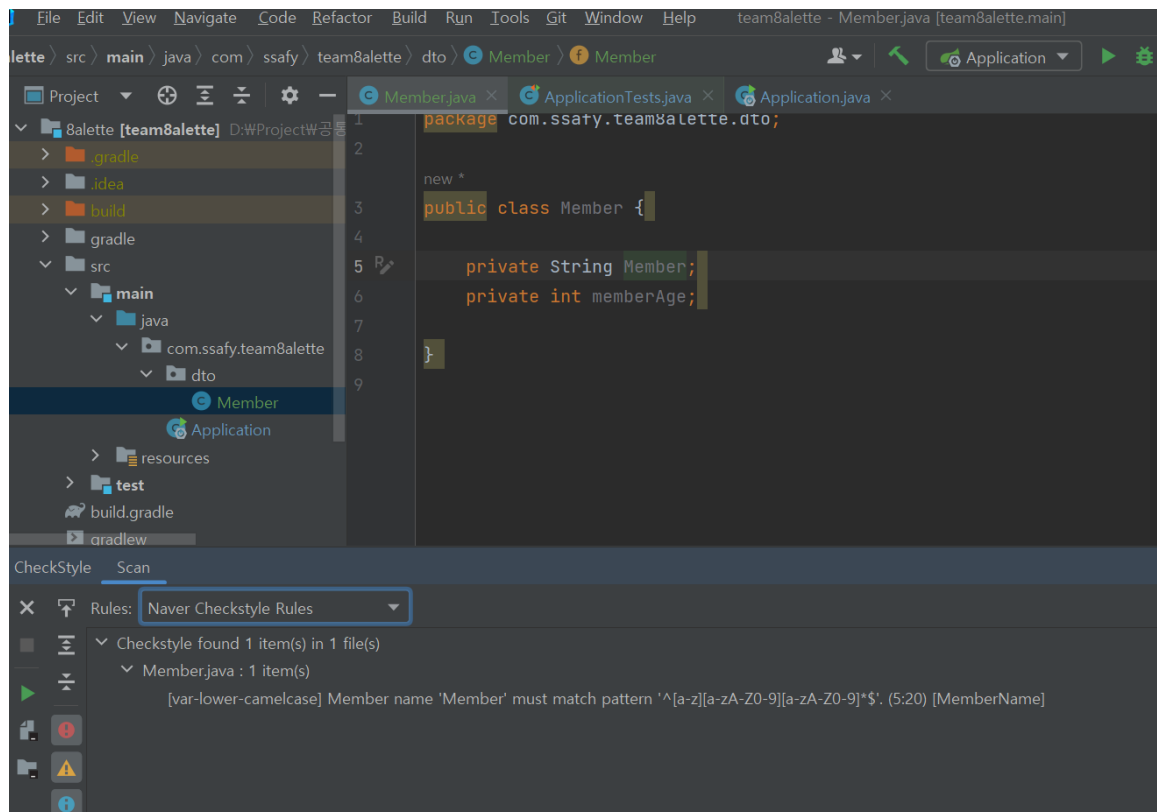 File Edit View Navigate Code Refactor Build Run Tools Git Window Help team8alette - Member.java [team8alette.main]
lette 〉 src 〉 main 〉 java 〉 com 〉 ssafy 〉 team8alette 〉 dto 〉 Member 〉 Member Application
Project
Member.java ApplicationTests.java Application.java
8alette [team8alette] D:\Project\공통
.gradle
.idea
build
gradle
src
main
java
com.ssafy.team8alette
dto
Member
Application
resources
test
build.gradle
gradlew
1 package com.ssafy.team8alette.dto;
2
new *
3 public class Member {
4
5 private String Member;
6 private int memberAge;
7
8 }
9
CheckStyle Scan
Rules: Naver Checkstyle Rules
Checkstyle found 1 item(s) in 1 file(s)
Member.java : 1 item(s)
[var-lower-camelcase] Member name 'Member' must match pattern '^[a-z][a-zA-Z0-9][a-zA-Z0-9]*$'. (5:20) [MemberName]